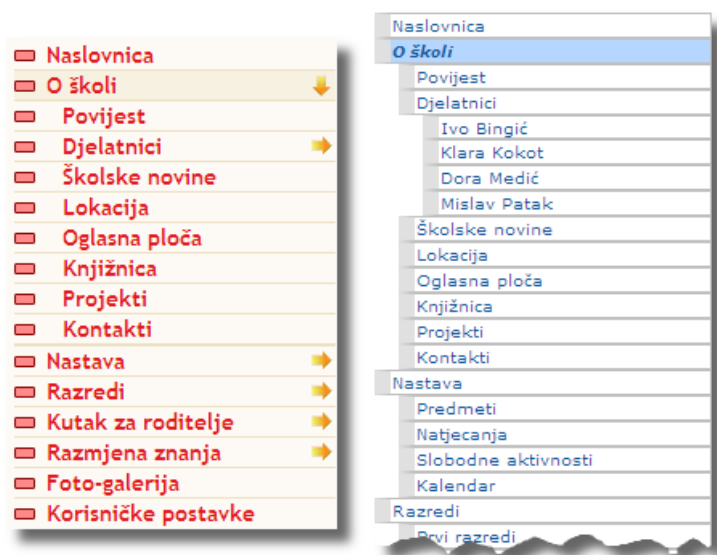 Naslovnica
O školi
Povijest
Djelatnici
Školske novine
Lokacija
Oglasna ploča
Knjižnica
Projekti
Kontakti
Nastava
Razredi
Kutak za roditelje
Razmjena znanja
Foto-galerija
Korisničke postavke
Naslovnica
O školi
Povijest
Djelatnici
Ivo Bingić
Klara Kokot
Dora Medić
Mislav Patak
Školske novine
Lokacija
Oglasna ploča
Knjižnica
Projekti
Kontakti
Nastava
Predmeti
Natjecanja
Slobodne aktivnosti
Kalendar
Razredi
Prvi razredi